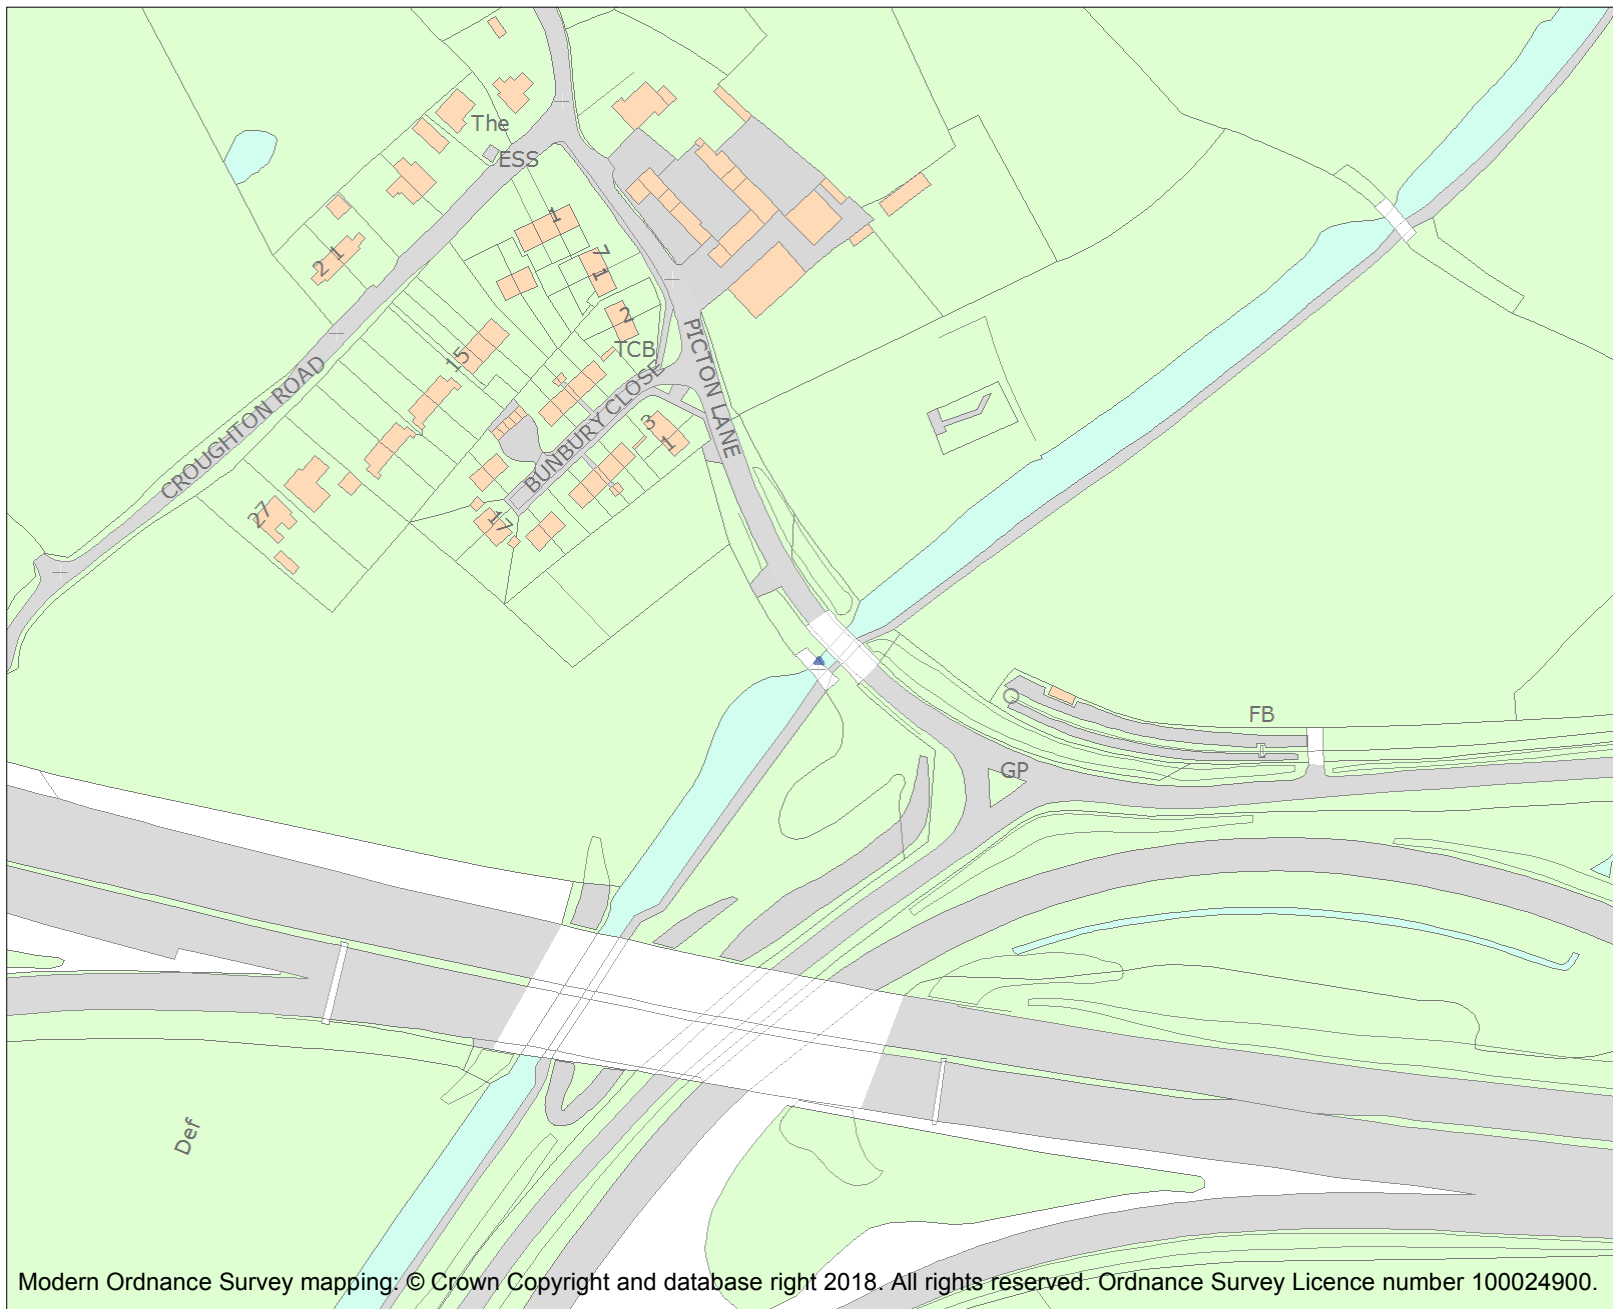 The
ESS
1
7
1
2 1
2
TCB
PICTON LANE
15
CROUGHTON ROAD
BUNBURY CLOSE
3
1
27
17
FB
GP
Def
Modern Ordnance Survey mapping: © Crown Copyright and database right 2018. All rights reserved. Ordnance Survey Licence number 100024900.